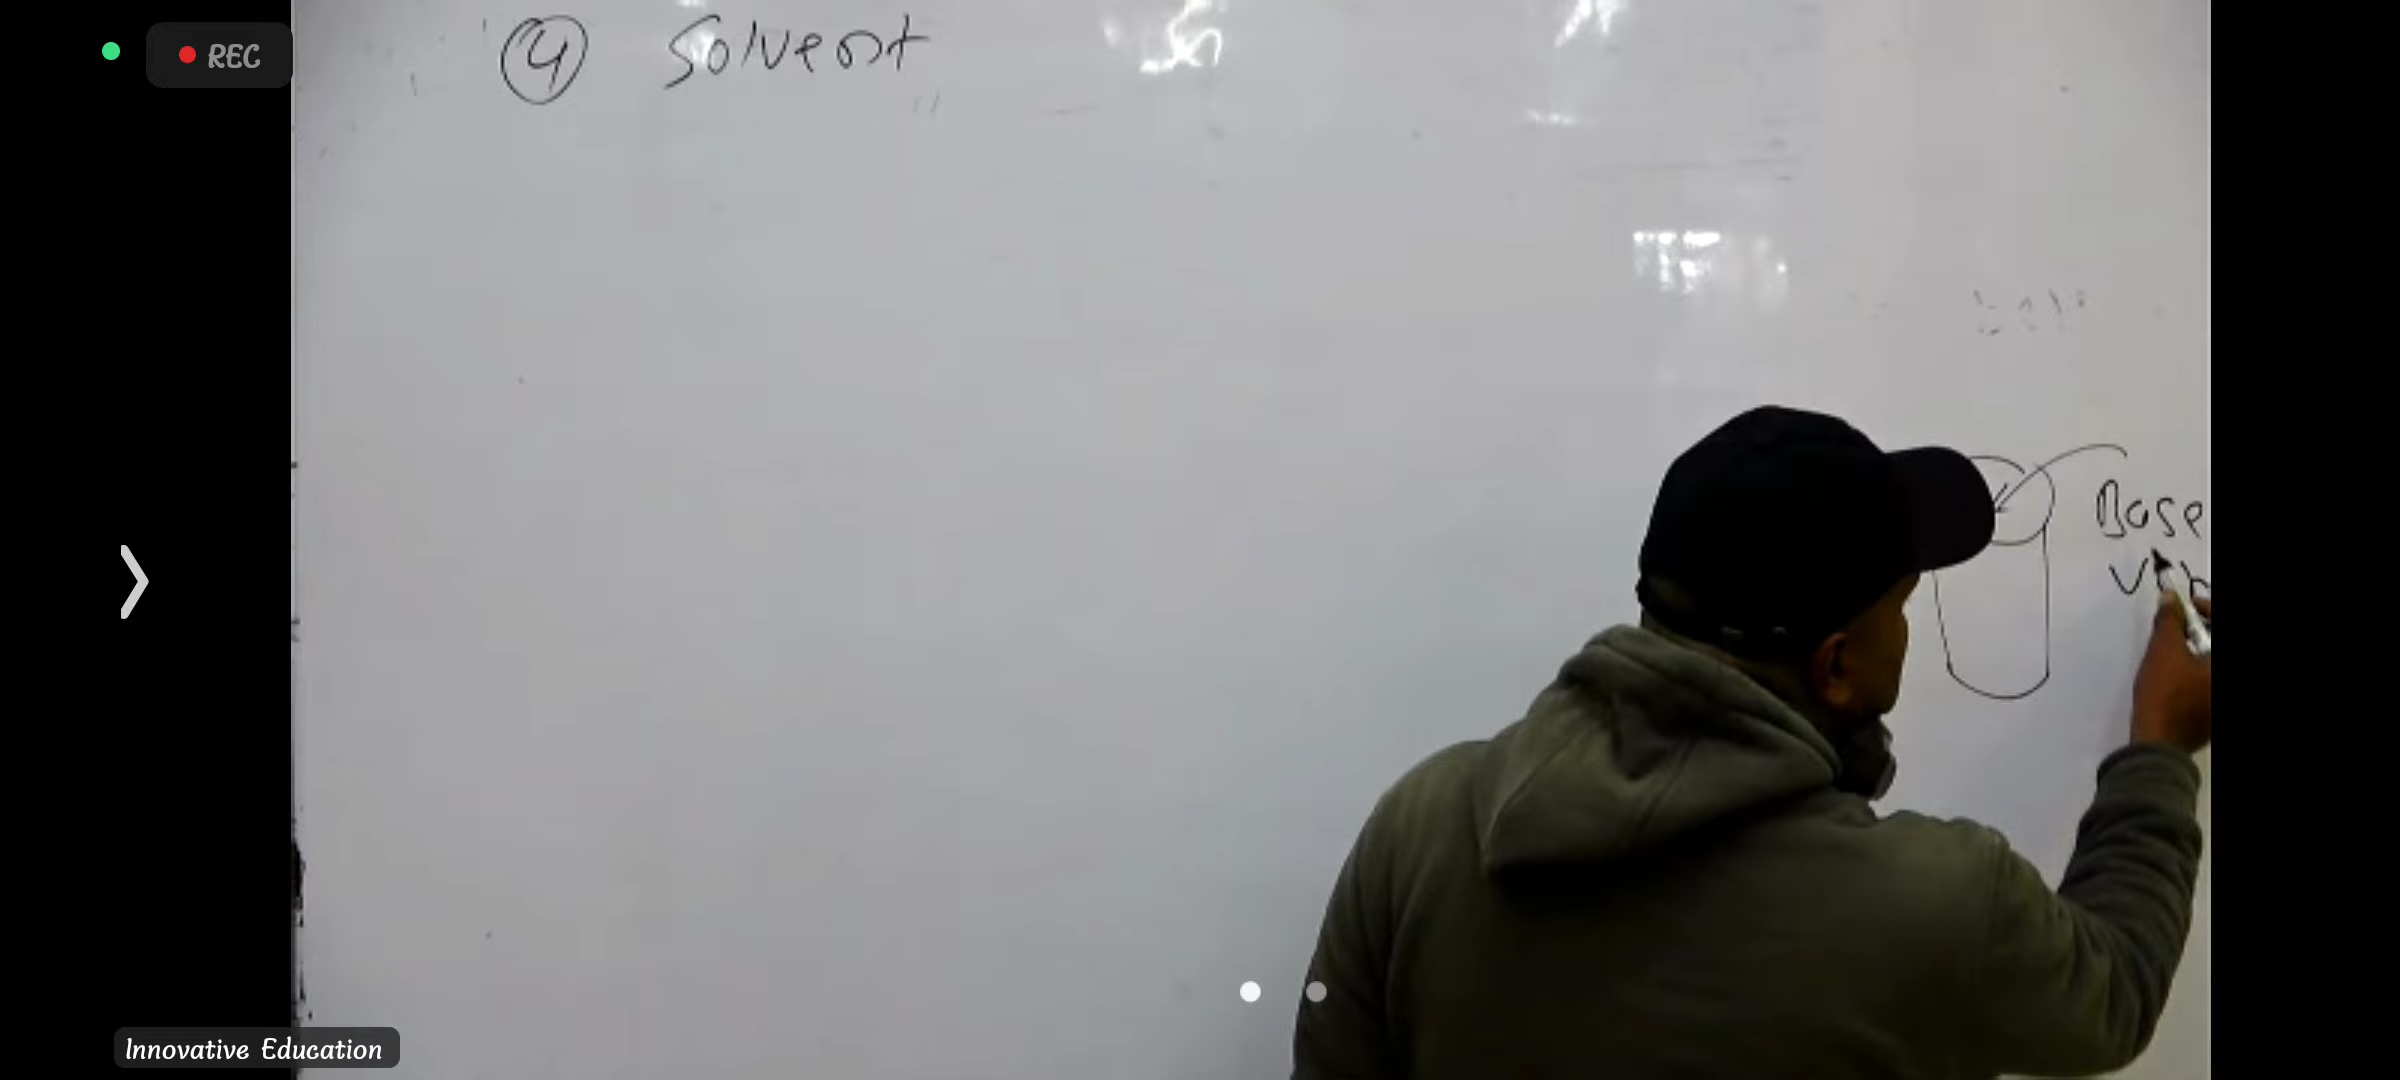 REC
④ Solvent
Base
Innovative Education